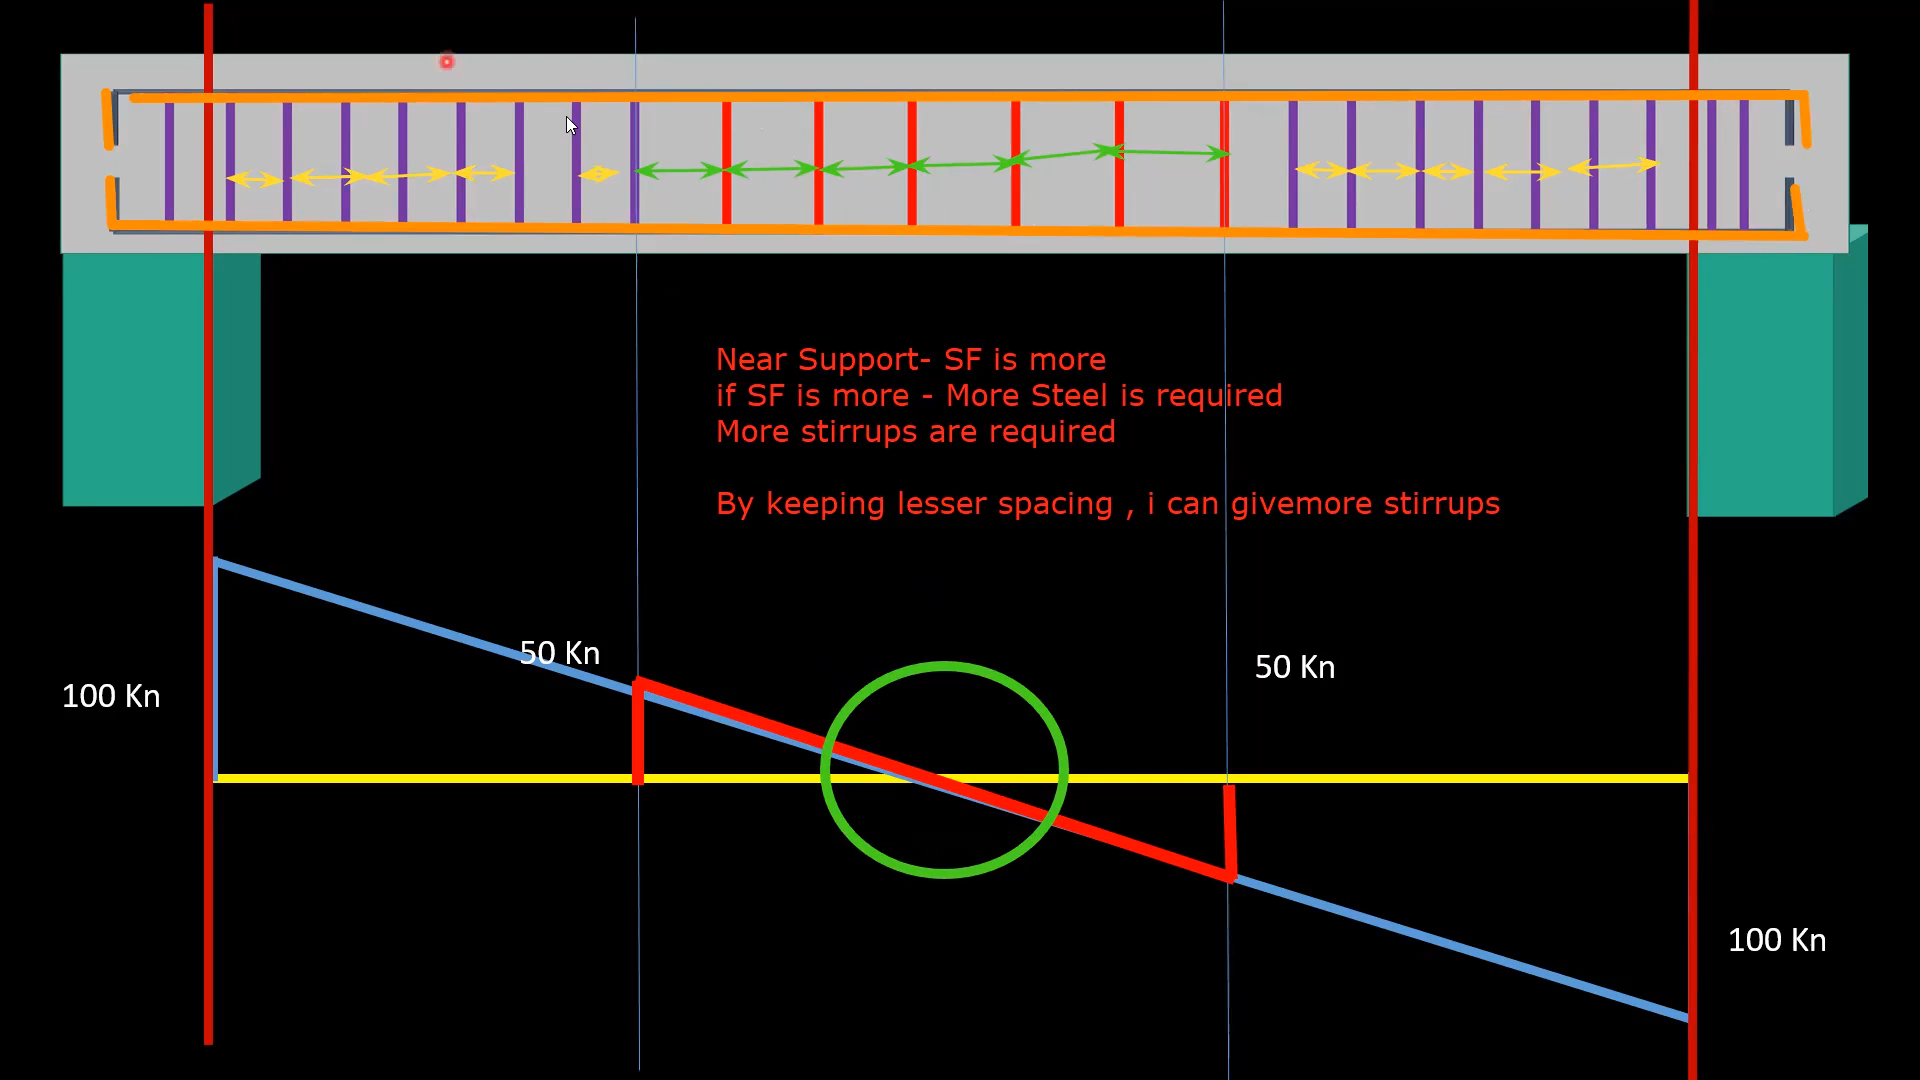 Near Support- SF is more
if SF is more - More Steel is required
More stirrups are required
By keeping lesser spacing , i can givemore stirrups
50 Kn
50 Kn
100 Kn
100 Kn